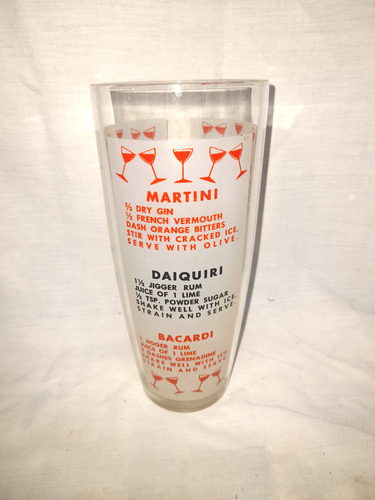 MARTINI
⅔ DRY GIN
⅓ FRENCH VERMOUTH
DASH ORANGE BITTERS
STIR WITH CRACKED ICE.
SERVE WITH OLIVE.
DAIQUIRI
1½ JIGGER RUM
JUICE OF 1 LIME
½ TSP. POWDER SUGAR
SHAKE WELL WITH ICE.
STRAIN AND SERVE.
BACARDI
1 JIGGER RUM
JUICE OF 1 LIME
DASHES GRENADINE
SHAKE WELL WITH ICE.
STRAIN AND SERVE.